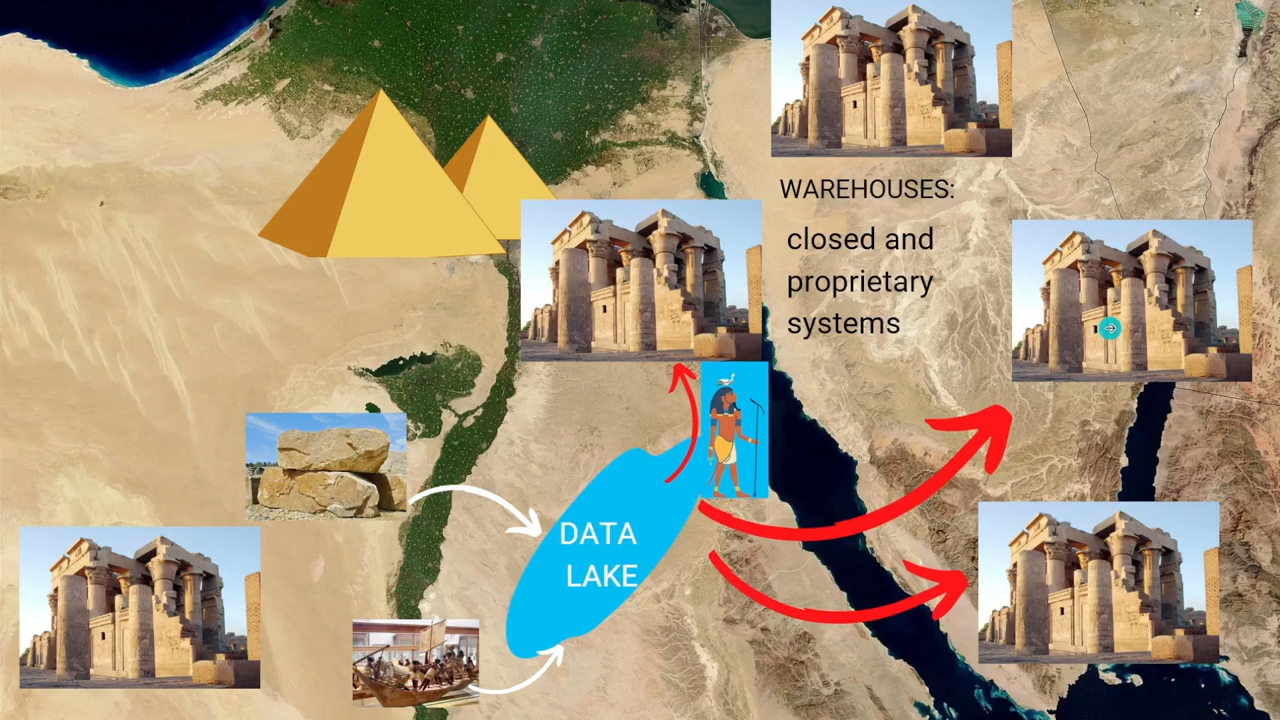 WAREHOUSES:
closed and
proprietary
systems
DATA
LAKE